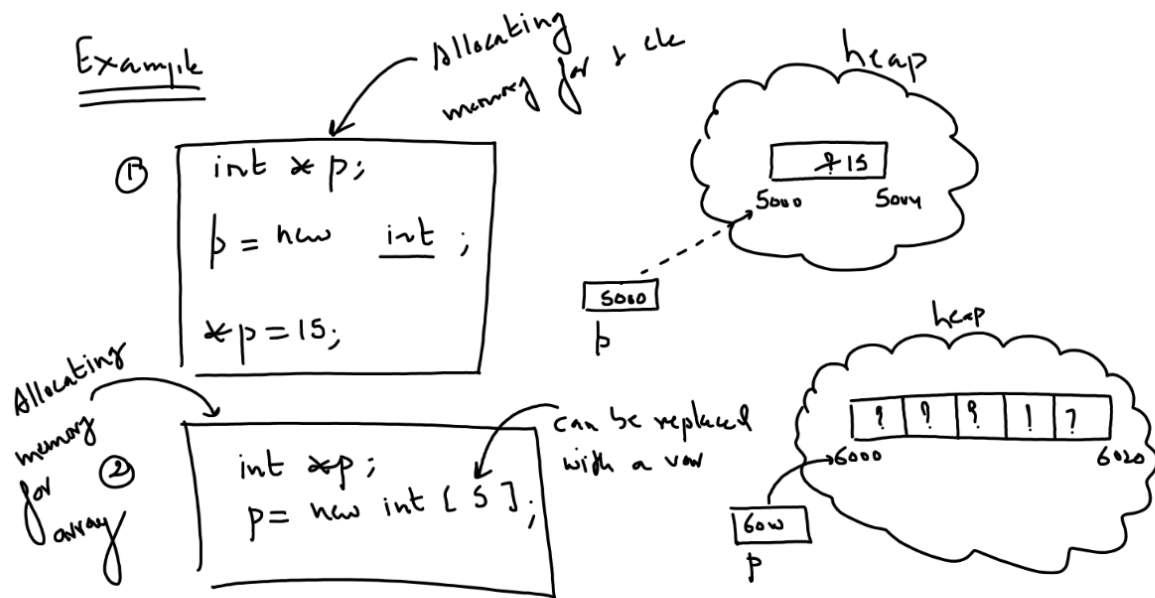 Example
Allocating
memory for 1 ele
①
int *p;
p = new int ;
*p = 15;
heap
? 15
5000 5004
5000
p
Allocating
memory
for
array
②
int *p;
p = new int [ 5 ];
can be replaced
with a var
heap
? ? ? ! ?
6000 6020
6000
p